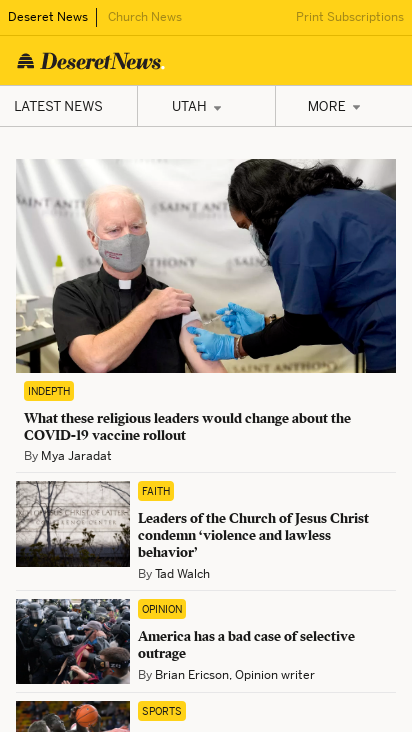 Deseret News
Church News
Print Subscriptions
Deseret News.
LATEST NEWS
UTAH
MORE
SAINT ANTHONY
INDEPTH
What these religious leaders would change about the
COVID-19 vaccine rollout
By Mya Jaradat
FAITH
Leaders of the Church of Jesus Christ
condemn ‘violence and lawless
behavior’
By Tad Walch
OPINION
America has a bad case of selective
outrage
By Brian Ericson, Opinion writer
SPORTS